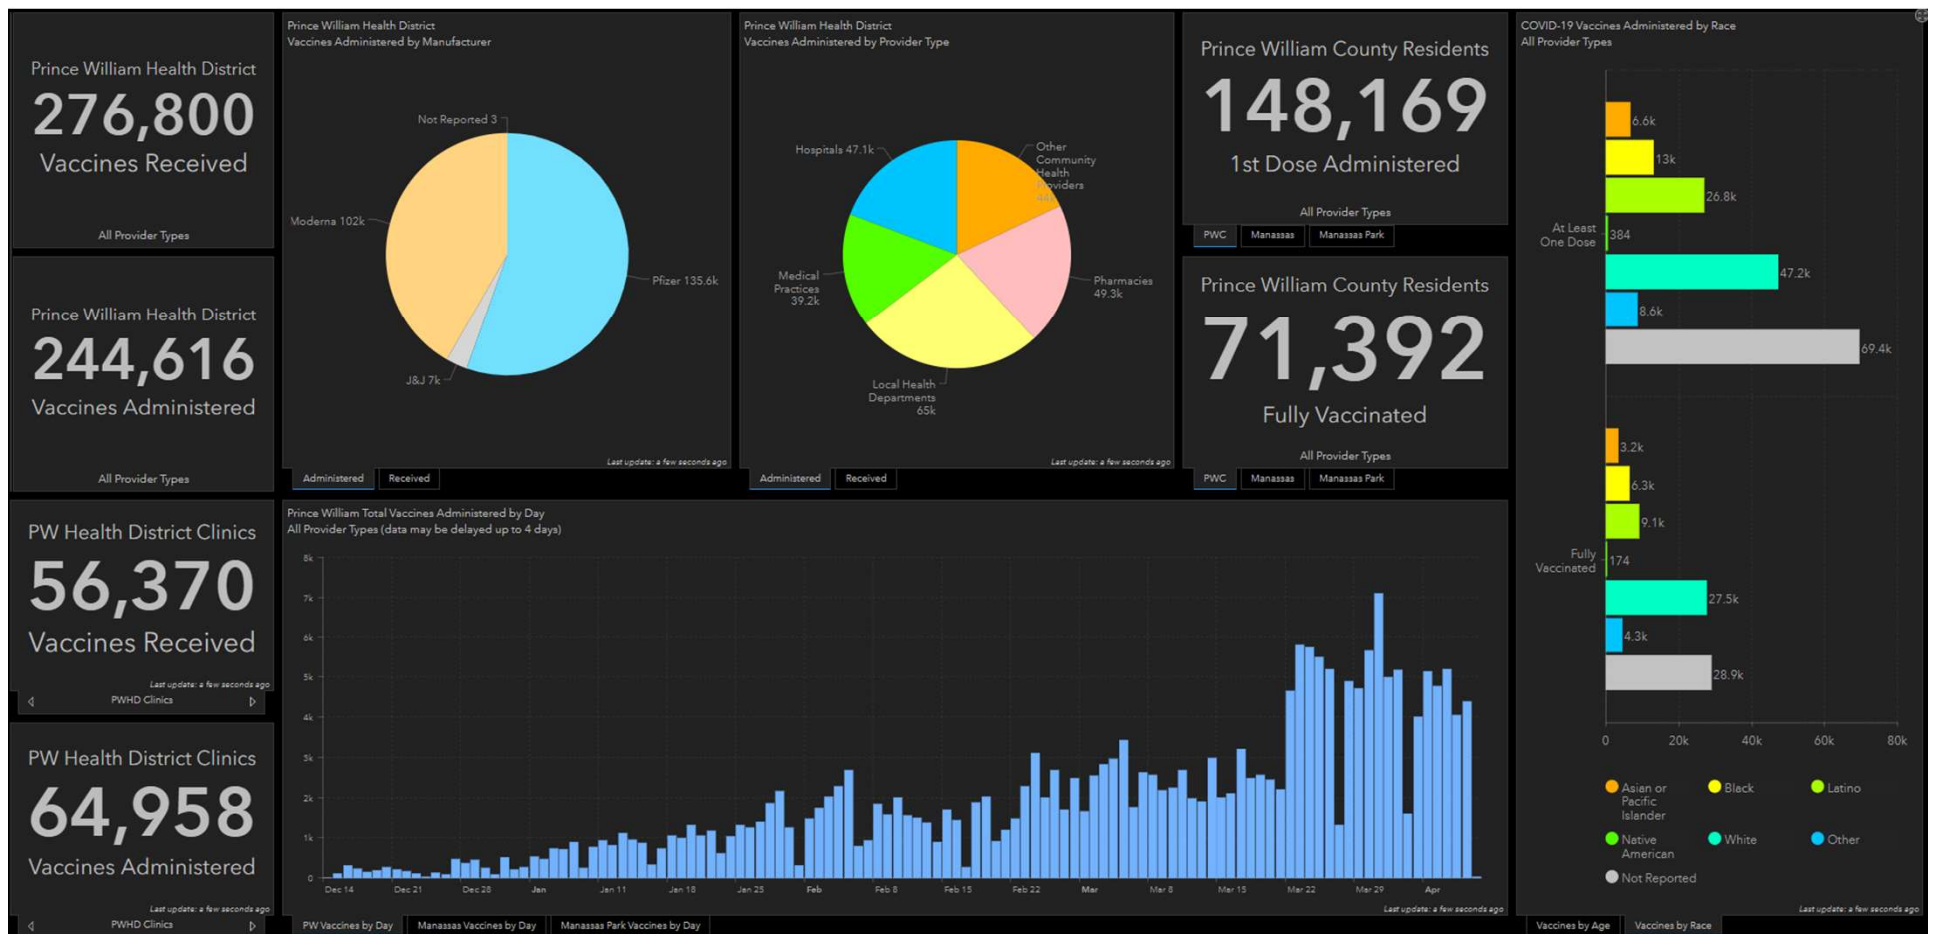 Prince William Health District
276,800
Vaccines Received
All Provider Types
Prince William Health District
244,616
Vaccines Administered
All Provider Types
PW Health District Clinics
56,370
Vaccines Received
Last update: a few seconds ago
PWHD Clinics
PW Health District Clinics
64,958
Vaccines Administered
Last update: a few seconds ago
PWHD Clinics
Prince William Health District
Vaccines Administered by Manufacturer
Not Reported 3
Moderna 102k
Pfizer 135.6k
J&J 7k
Last update: a few seconds ago
Administered
Received
Prince William Health District
Vaccines Administered by Provider Type
Hospitals 47.1k
Other
Community
Health
Providers
44k
Medical
Practices
39.2k
Pharmacies
49.3k
Local Health
Departments
65k
Last update: a few seconds ago
Administered
Received
Prince William County Residents
148,169
1st Dose Administered
All Provider Types
PWC
Manassas
Manassas Park
Prince William County Residents
71,392
Fully Vaccinated
All Provider Types
PWC
Manassas
Manassas Park
Prince William Total Vaccines Administered by Day
All Provider Types (data may be delayed up to 4 days)
8k
7k
6k
5k
4k
3k
2k
1k
0
Dec 14
Dec 21
Dec 28
Jan
Jan 11
Jan 18
Jan 25
Feb
Feb 8
Feb 15
Feb 22
Mar
Mar 8
Mar 15
Mar 22
Mar 29
Apr
Last update: a few seconds ago
PW Vaccines by Day
Manassas Vaccines by Day
Manassas Park Vaccines by Day
COVID-19 Vaccines Administered by Race
All Provider Types
6.6k
13k
26.8k
At Least
One Dose
384
47.2k
8.6k
69.4k
3.2k
6.3k
9.1k
Fully
Vaccinated
174
27.5k
4.3k
28.9k
0
20k
40k
60k
80k
Asian or
Pacific
Islander
Black
Latino
Native
American
White
Other
Not Reported
Last update: a few seconds ago
Vaccines by Age
Vaccines by Race